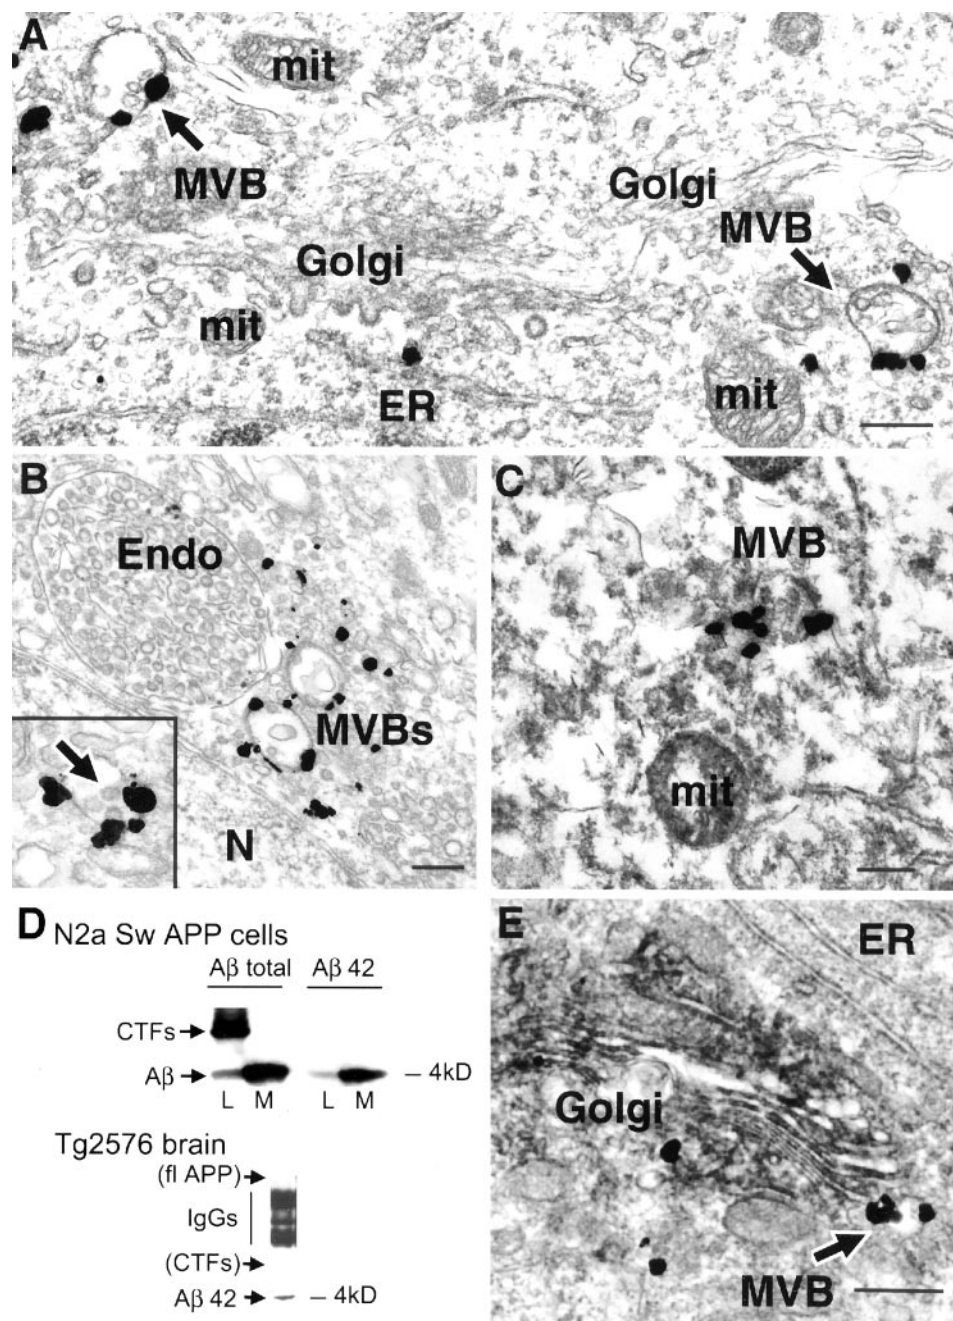 A
mit
MVB
Golgi
Golgi
MVB
mit
ER
mit
B
Endo
MVBs
N
C
MVB
mit
D N2a Sw APP cells
Aβ total Aβ 42
CTFs
Aβ – 4kD
L M L M
Tg2576 brain
(fl APP)
IgGs
(CTFs)
Aβ 42 – 4kD
E
ER
Golgi
MVB